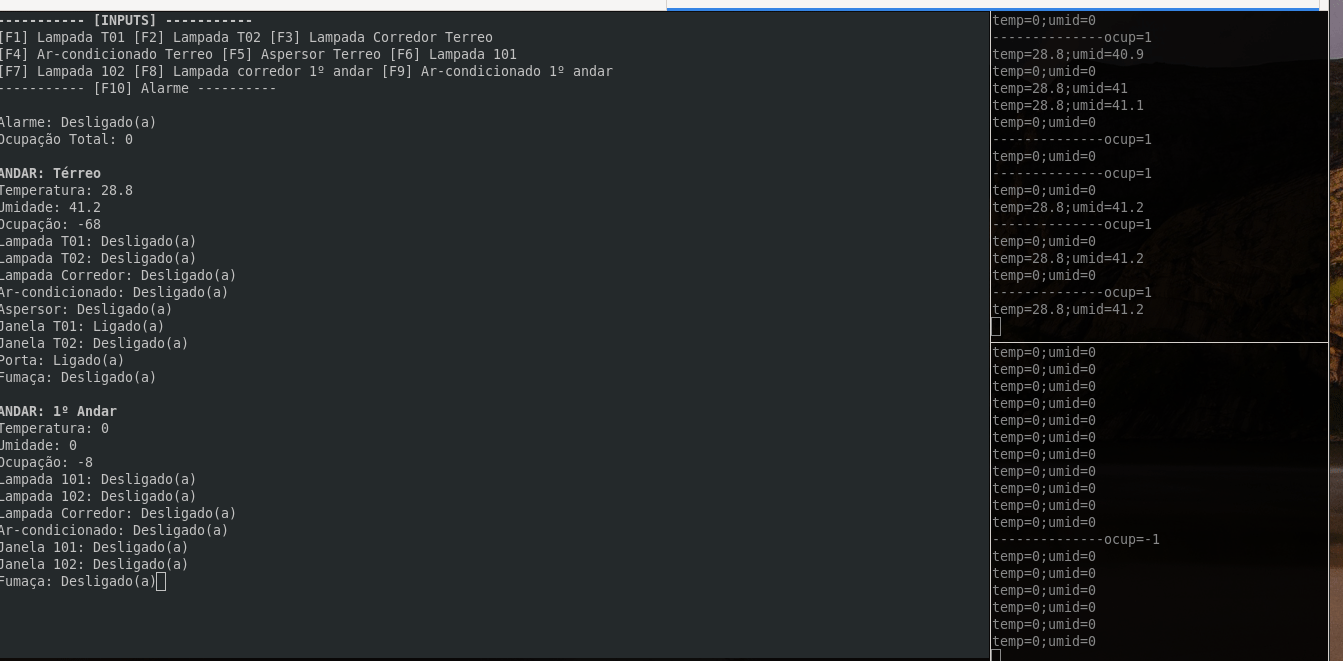 ----------- [INPUTS] -----------
[F1] Lampada T01 [F2] Lampada T02 [F3] Lampada Corredor Terreo
[F4] Ar-condicionado Terreo [F5] Aspersor Terreo [F6] Lampada 101
[F7] Lampada 102 [F8] Lampada corredor 1º andar [F9] Ar-condicionado 1º andar
----------- [F10] Alarme ----------
Alarme: Desligado(a)
Ocupação Total: 0
ANDAR: Térreo
Temperatura: 28.8
Umidade: 41.2
Ocupação: -68
Lampada T01: Desligado(a)
Lampada T02: Desligado(a)
Lampada Corredor: Desligado(a)
Ar-condicionado: Desligado(a)
Aspersor: Desligado(a)
Janela T01: Ligado(a)
Janela T02: Desligado(a)
Porta: Ligado(a)
Fumaça: Desligado(a)
ANDAR: 1º Andar
Temperatura: 0
Umidade: 0
Ocupação: -8
Lampada 101: Desligado(a)
Lampada 102: Desligado(a)
Lampada Corredor: Desligado(a)
Ar-condicionado: Desligado(a)
Janela 101: Desligado(a)
Janela 102: Desligado(a)
Fumaça: Desligado(a)
temp=0;umid=0
--------------ocup=1
temp=28.8;umid=40.9
temp=0;umid=0
temp=28.8;umid=41
temp=28.8;umid=41.1
temp=0;umid=0
--------------ocup=1
temp=0;umid=0
--------------ocup=1
temp=0;umid=0
temp=28.8;umid=41.2
--------------ocup=1
temp=0;umid=0
temp=28.8;umid=41.2
temp=0;umid=0
--------------ocup=1
temp=28.8;umid=41.2
temp=0;umid=0
temp=0;umid=0
temp=0;umid=0
temp=0;umid=0
temp=0;umid=0
temp=0;umid=0
temp=0;umid=0
temp=0;umid=0
temp=0;umid=0
temp=0;umid=0
temp=0;umid=0
--------------ocup=-1
temp=0;umid=0
temp=0;umid=0
temp=0;umid=0
temp=0;umid=0
temp=0;umid=0
temp=0;umid=0